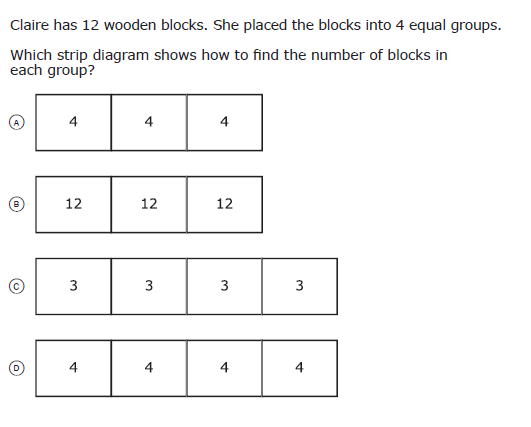 Claire has 12 wooden blocks. She placed the blocks into 4 equal groups.
Which strip diagram shows how to find the number of blocks in
each group?
A 4 4 4
B 12 12 12
C 3 3 3 3
D 4 4 4 4